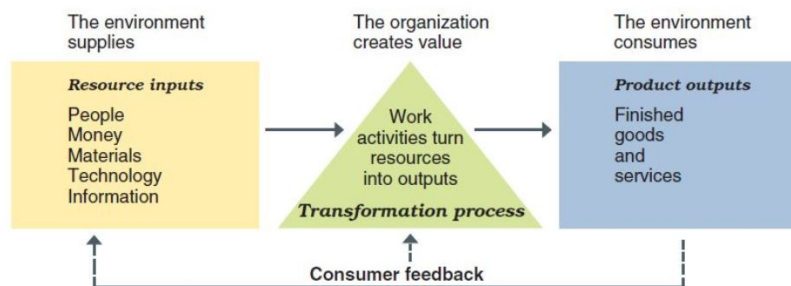 The environment
supplies
The organization
creates value
The environment
consumes
Resource inputs
People
Money
Materials
Technology
Information
Work
activities turn
resources
into outputs
Transformation process
Product outputs
Finished
goods
and
services
Consumer feedback